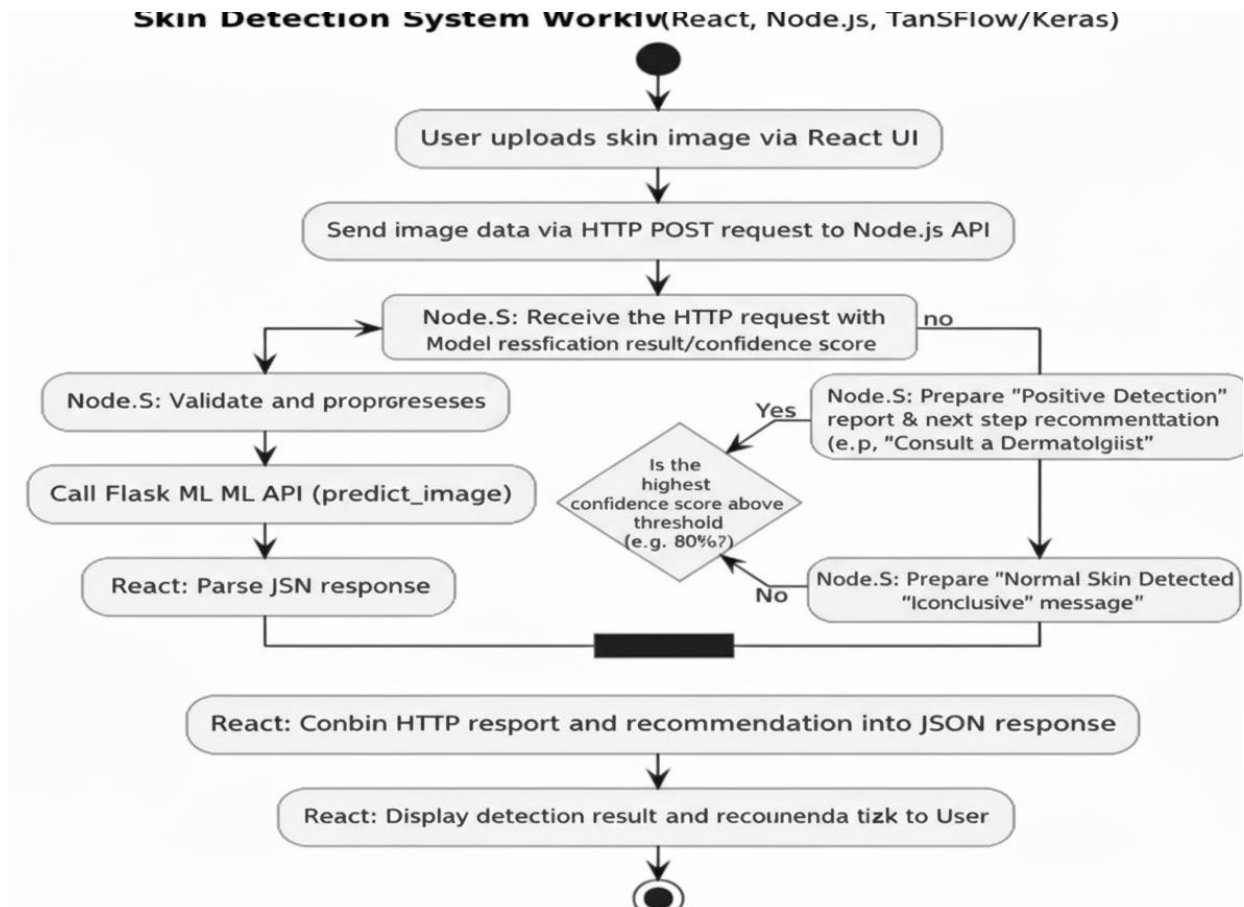 Skin Detection System WorkIv(React, Node.js, TanSFlow/Keras)
User uploads skin image via React UI
Send image data via HTTP POST request to Node.js API
Node.S: Receive the HTTP request with
Model ressfication result/confidence score
no
Node.S: Validate and proprореseses
Call Flask ML ML API (predict_image)
React: Parse JSN response
Yes
Is the
highest
confidence score above
threshold
(e.g. 80%?)
No
Node.S: Prepare "Positive Detection"
report & next step recommenttation
(e.p, "Consult a Dermatolgiist"
Node.S: Prepare "Normal Skin Detected
"Iconclusive" message"
React: Conbin HTTP resport and recommendation into JSON response
React: Display detection result and recounenda tizk to User